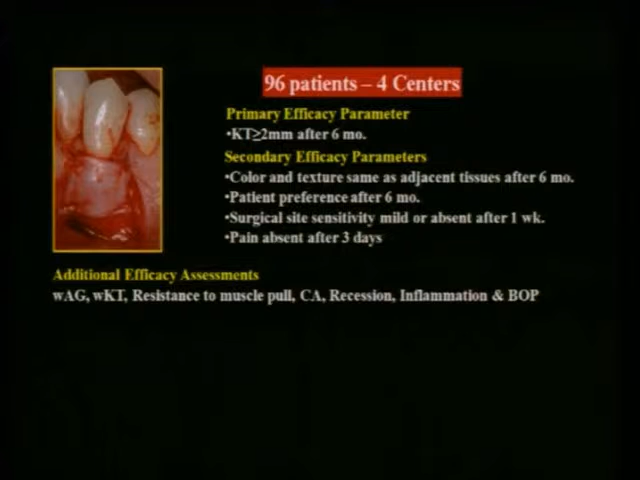 96 patients – 4 Centers
Primary Efficacy Parameter
•KT≥2mm after 6 mo.
Secondary Efficacy Parameters
•Color and texture same as adjacent tissues after 6 mo.
•Patient preference after 6 mo.
•Surgical site sensitivity mild or absent after 1 wk.
•Pain absent after 3 days
Additional Efficacy Assessments
wAG, wKT, Resistance to muscle pull, CA, Recession, Inflammation & BOP